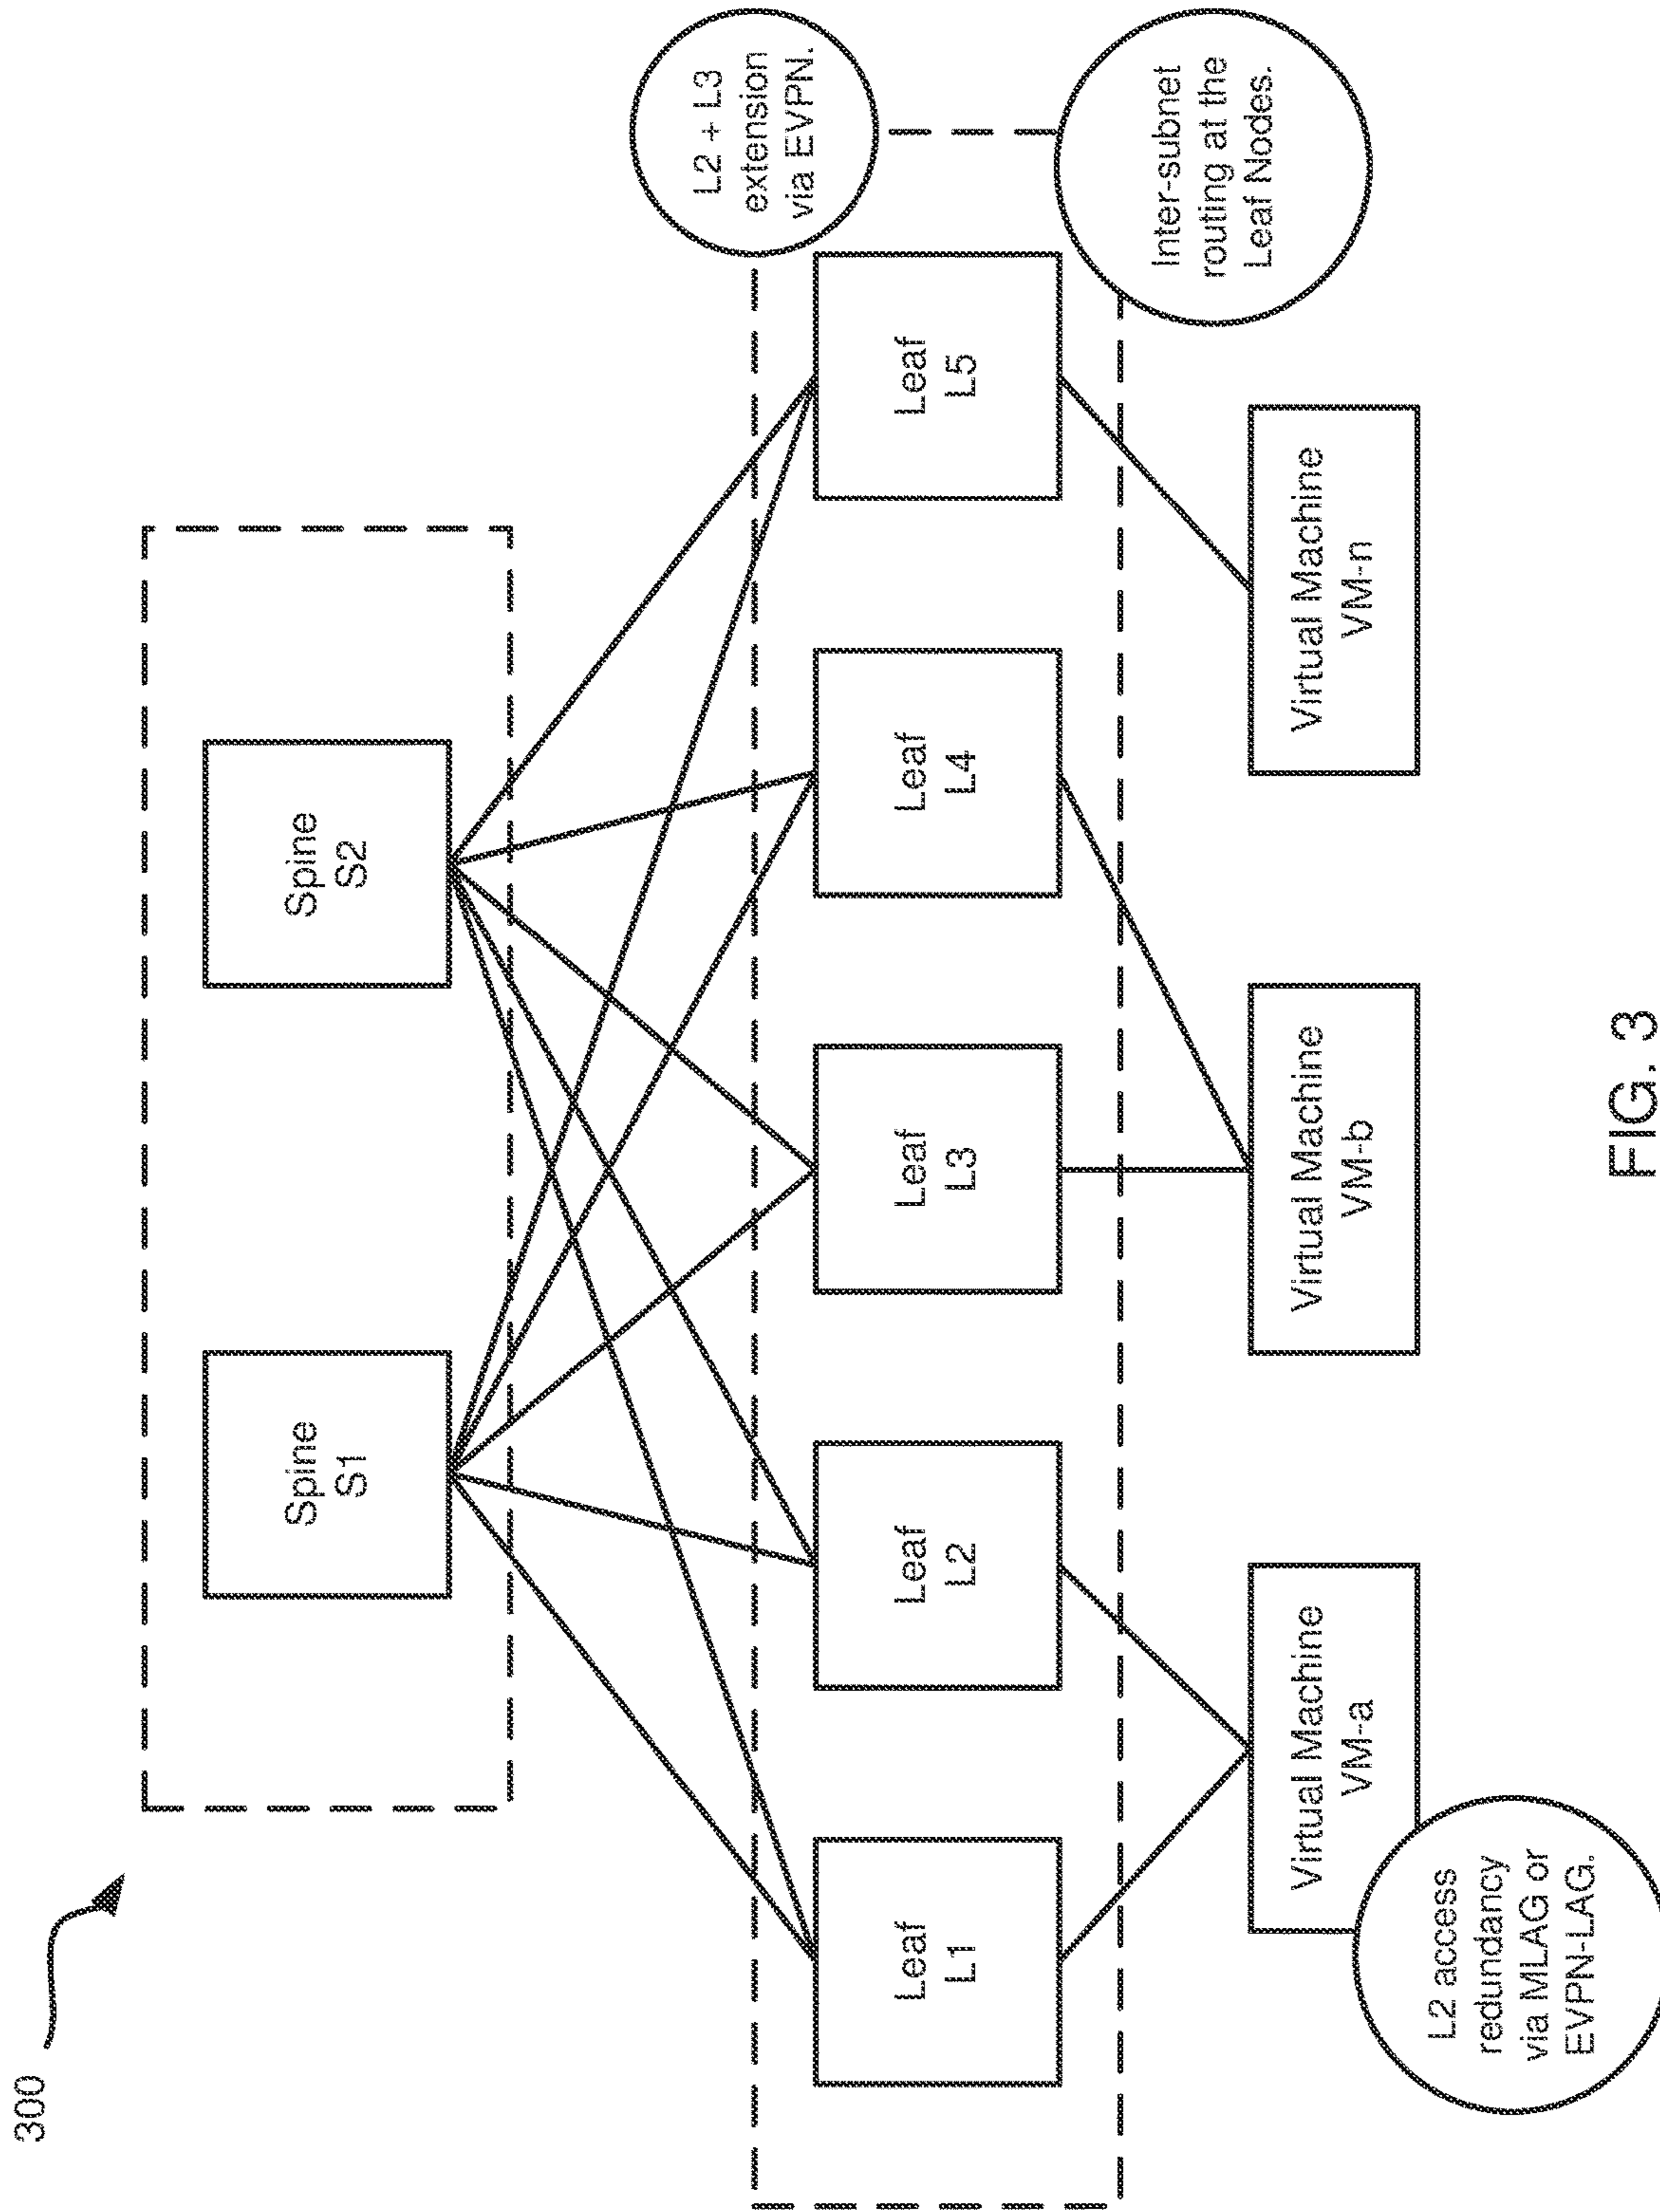 300
Spine
S1
Spine
S2
L2 + L3
extension
via EVPN.
Leaf
L1
Leaf
L2
Leaf
L3
Leaf
L4
Leaf
L5
Inter-subnet
routing at the
Leaf Nodes.
Virtual Machine
VM-a
Virtual Machine
VM-b
Virtual Machine
VM-n
L2 access
redundancy
via MLAG or
EVPN-LAG.
FIG. 3